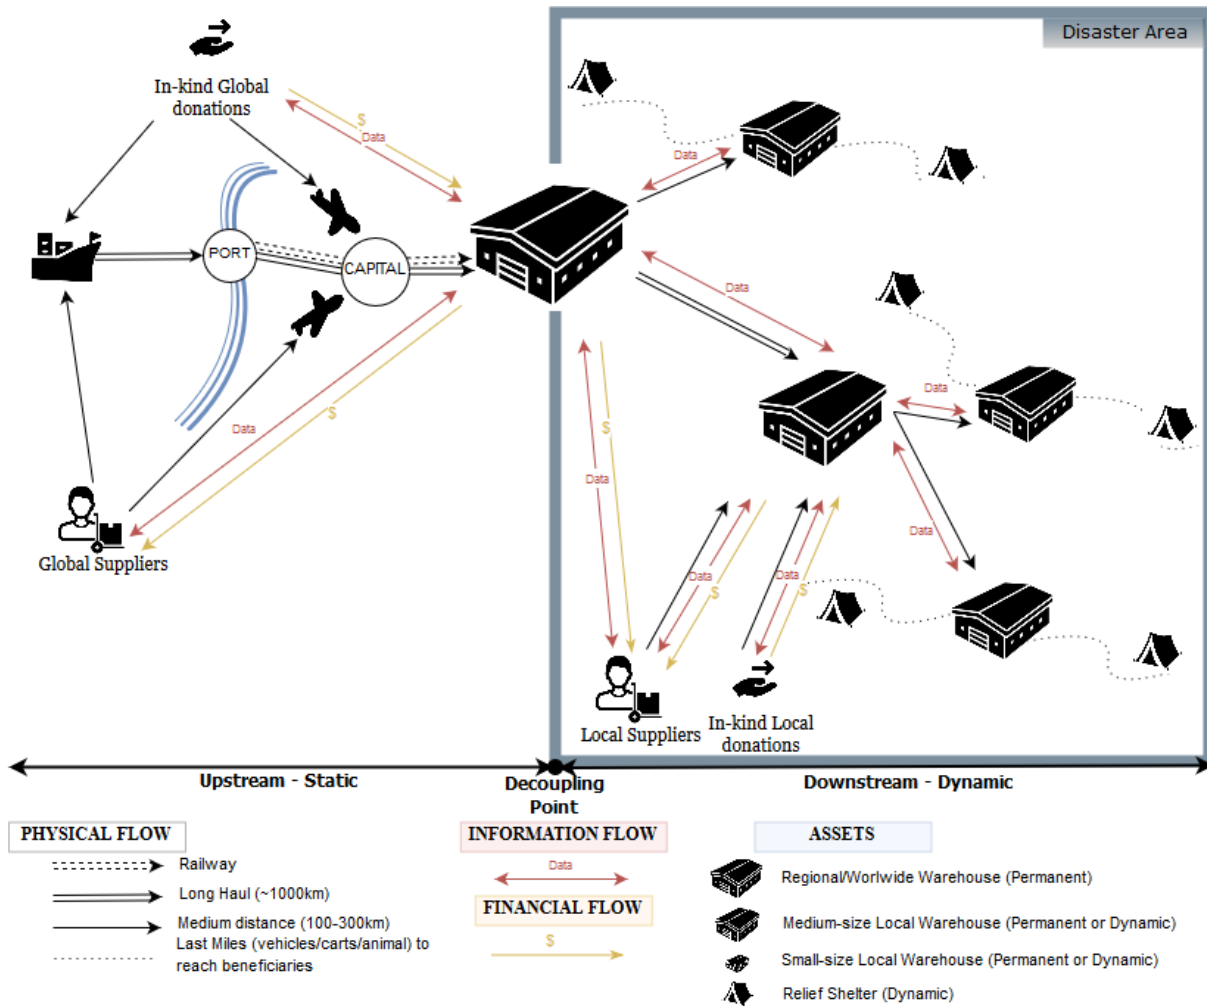 Disaster Area
In-kind Global
donations
$
Data
Data
PORT
CAPITAL
Data
Data
$
Data
$
Data
Data
Global Suppliers
Data
$
Data
$
Local Suppliers
In-kind Local
donations
Upstream - Static
Decoupling
Point
Downstream - Dynamic
PHYSICAL FLOW
Railway
Long Haul (~1000km)
Medium distance (100-300km)
Last Miles (vehicles/carts/animal) to
reach beneficiaries
INFORMATION FLOW
Data
FINANCIAL FLOW
$
ASSETS
Regional/Worlwide Warehouse (Permanent)
Medium-size Local Warehouse (Permanent or Dynamic)
Small-size Local Warehouse (Permanent or Dynamic)
Relief Shelter (Dynamic)